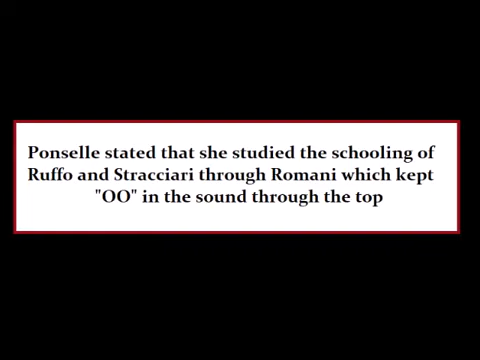 Ponselle stated that she studied the schooling of
Ruffo and Stracciari through Romani which kept
"OO" in the sound through the top